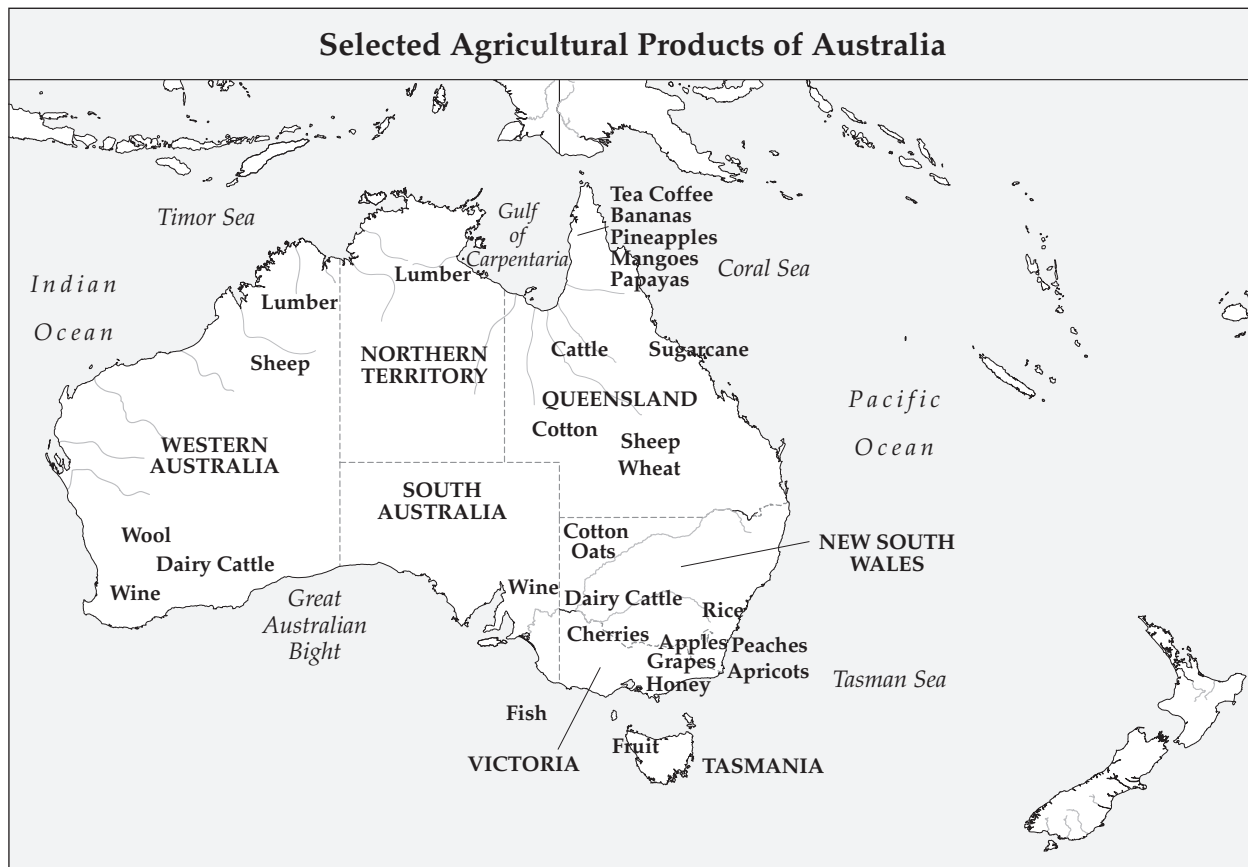 Selected Agricultural Products of Australia
Timor Sea
Gulf
of
Carpentaria
Tea Coffee
Bananas
Pineapples
Mangoes
Papayas
Coral Sea
Indian
Ocean
Lumber
Lumber
Sheep
NORTHERN
TERRITORY
Cattle
Sugarcane
QUEENSLAND
Cotton
Sheep
Wheat
Pacific
Ocean
WESTERN
AUSTRALIA
SOUTH
AUSTRALIA
Wool
Dairy Cattle
Wine
Great
Australian
Bight
Wine
Cotton
Oats
NEW SOUTH
WALES
Dairy Cattle
Rice
Cherries
Apples
Peaches
Grapes
Apricots
Honey
Tasman Sea
Fish
Fruit
VICTORIA
TASMANIA